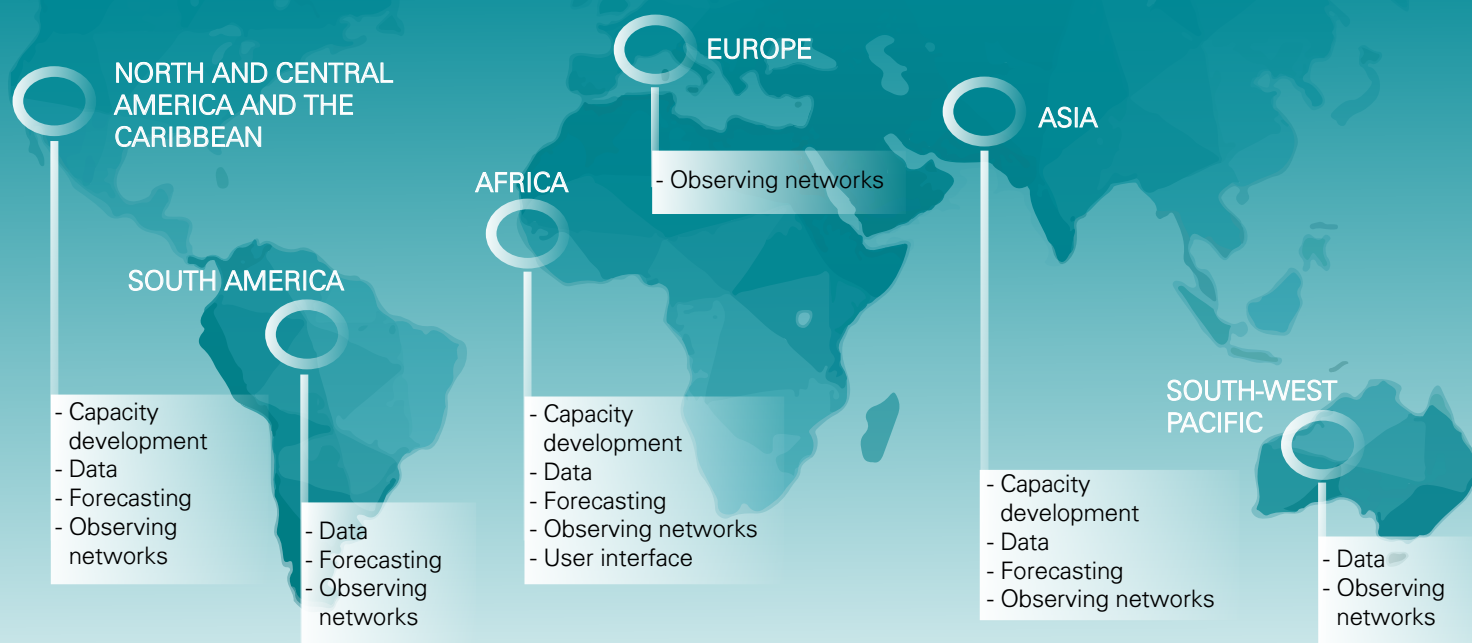 NORTH AND CENTRAL
AMERICA AND THE
CARIBBEAN
- Capacity
development
- Data
- Forecasting
- Observing
networks
SOUTH AMERICA
- Data
- Forecasting
- Observing
networks
AFRICA
- Capacity
development
- Data
- Forecasting
- Observing networks
- User interface
EUROPE
- Observing networks
ASIA
- Capacity
development
- Data
- Forecasting
- Observing networks
SOUTH-WEST
PACIFIC
- Data
- Observing
networks